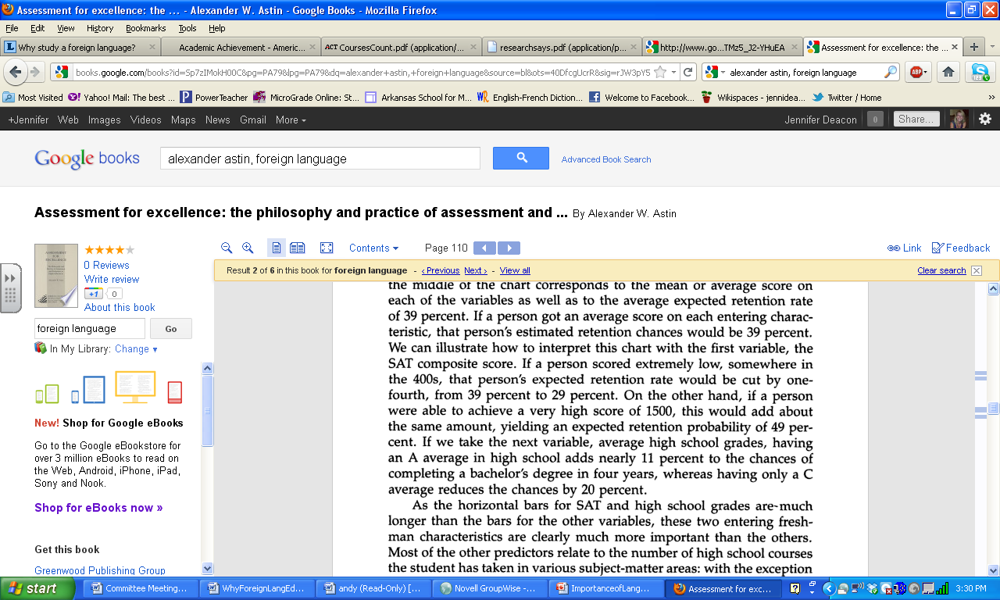 Assessment for excellence: the ... - Alexander W. Astin - Google Books - Mozilla Firefox
File Edit View History Bookmarks Tools Help
Why study a foreign language? Academic Achievement- Americ... ACT CoursesCount.pdf (application/... researchsays.pdf (application/p... http://www.go...TMz5_J2-YHuEA Assessment for excellence: the ...
books.google.com/books?id=Sp7zIMokH00C&pg=PA79&lpg=PA79&dq=alexander+astin,+foreign+language&source=bl&ots=40DfcgUcrR&sig=rJW3pY5 alexander astin, foreign language ABP
Most Visited Yahoo! Mail: The best ... PowerTeacher MicroGrade Online: St... Arkansas School for M... English-French Diction... Welcome to Facebook... Wikispaces - jennidea... Twitter / Home »
+Jennifer Web Images Videos Maps News Gmail More Jennifer Deacon 0 Share...
Google books alexander astin, foreign language Advanced Book Search
Assessment for excellence: the philosophy and practice of assessment and ... By Alexander W. Astin
Contents Page 110 Link Feedback
0 Reviews
Write review
+1 0
About this book
foreign language Go
In My Library: Change
New! Shop for Google eBooks
Go to the Google eBookstore for
over 3 million eBooks to read on
the Web, Android, iPhone, iPad,
Sony and Nook.
Shop for eBooks now »
Get this book
Greenwood Publishing Group
Result 2 of 6 in this book for foreign language - ‹ Previous Next › - View all Clear search
the middle of the chart corresponds to the mean or average score on
each of the variables as well as to the average expected retention rate
of 39 percent. If a person got an average score on each entering charac-
teristic, that person's estimated retention chances would be 39 percent.
We can illustrate how to interpret this chart with the first variable, the
SAT composite score. If a person scored extremely low, somewhere in
the 400s, that person's expected retention rate would be cut by one-
fourth, from 39 percent to 29 percent. On the other hand, if a person
were able to achieve a very high score of 1500, this would add about
the same amount, yielding an expected retention probability of 49 per-
cent. If we take the next variable, average high school grades, having
an A average in high school adds nearly 11 percent to the chances of
completing a bachelor's degree in four years, whereas having only a C
average reduces the chances by 20 percent.
As the horizontal bars for SAT and high school grades are much
longer than the bars for the other variables, these two entering fresh-
man characteristics are clearly much more important than the others.
Most of the other predictors relate to the number of high school courses
the student has taken in various subject-matter areas: with the exception
start Committee Meeting... WhyForeignLangEd... andy (Read-Only) [... Novell GroupWise -... ImportanceofLang... Assessment for exc... 3:30 PM